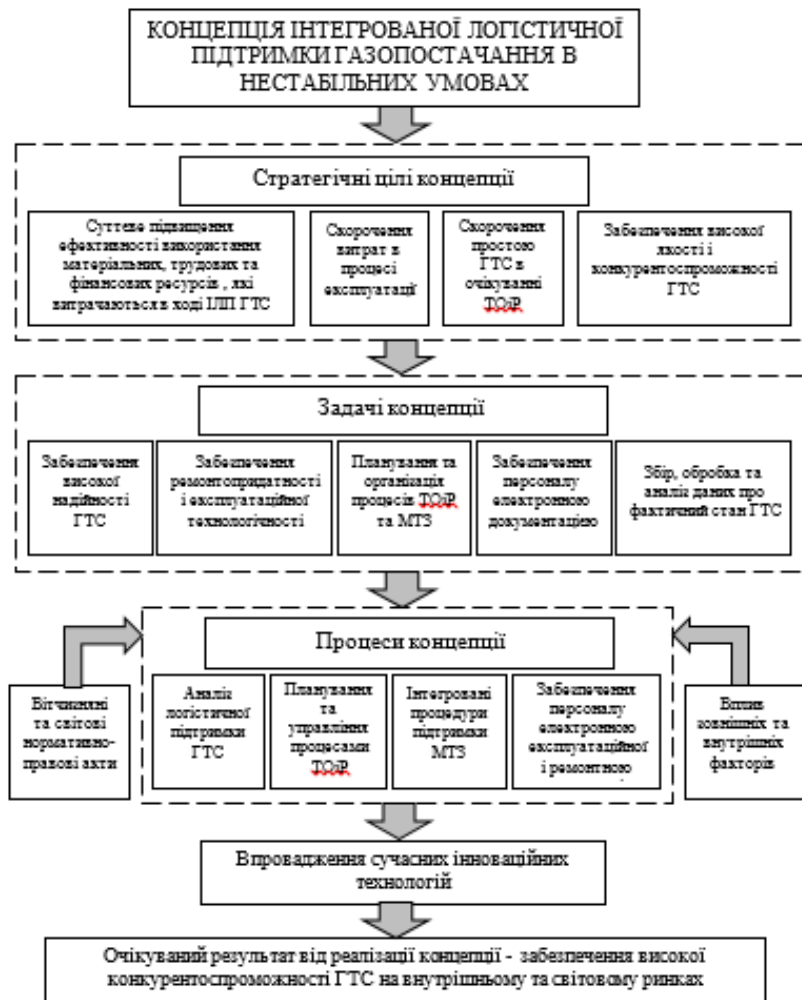 КОНЦЕПЦІЯ ІНТЕГРОВАНОЇ ЛОГІСТИЧНОЇ
ПІДТРИМКИ ГАЗОПОСТАЧАННЯ В
НЕСТАБІЛЬНИХ УМОВАХ
Стратегічні цілі концепції
Суттєве підвищення
ефективності використання
матеріальних, трудових та
фінансових ресурсів , які
витрачаються в ході ІЛП ГТС
Скорочення
витрат в
процесі
експлуатації
Скорочення
простою
ГТС в
очікуванні
ТОіР
Забезпечення високої
якості і
конкурентоспроможності
ГТС
Задачі концепції
Забезпечення
високої
надійності
ГТС
Забезпечення
ремонтопридатності
і експлуатаційної
технологічності
Планування та
організація
процесів ТОіР
та МТЗ
Забезпечення
персоналу
електронною
документацією
Збір, обробка та
аналіз даних про
фактичний стан ГТС
Процеси концепції
Вітчизняні
та світові
нормативно-
правові акти
Аналіз
логістичної
підтримки
ГТС
Планування
та
управління
процесами
ТОіР
Інтегровані
процедури
підтримки
МТЗ
Забезпечення
персоналу
електронною
експлуатаційної
і ремонтною
Вплив
зовнішніх та
внутрішніх
факторів
Впровадження сучасних інноваційних
технологій
Очікуваний результат від реалізації концепції - забезпечення високої
конкурентоспроможності ГТС на внутрішньому та світовому ринках